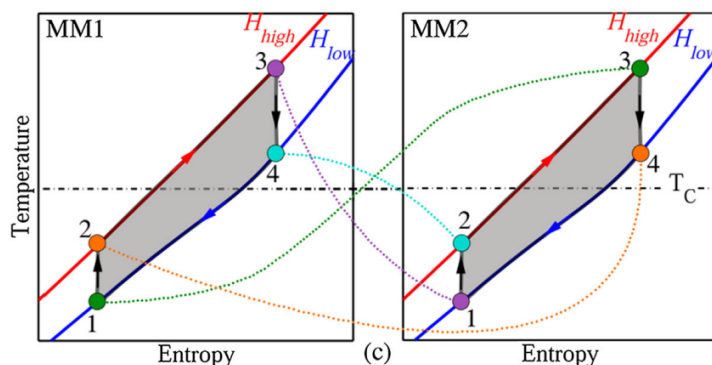 MM1
H_high
H_low
3
4
2
1
Temperature
Entropy
(c)
MM2
H_high
H_low
3
4
2
1
T_C
Entropy